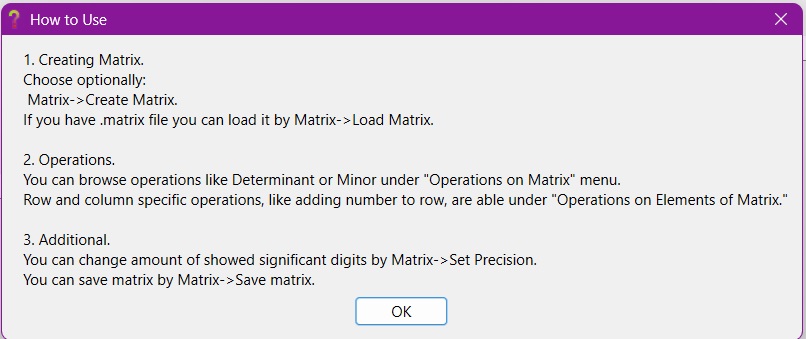 How to Use
1. Creating Matrix.
Choose optionally:
Matrix->Create Matrix.
If you have .matrix file you can load it by Matrix->Load Matrix.
2. Operations.
You can browse operations like Determinant or Minor under "Operations on Matrix" menu.
Row and column specific operations, like adding number to row, are able under "Operations on Elements of Matrix."
3. Additional.
You can change amount of showed significant digits by Matrix->Set Precision.
You can save matrix by Matrix->Save matrix.
OK